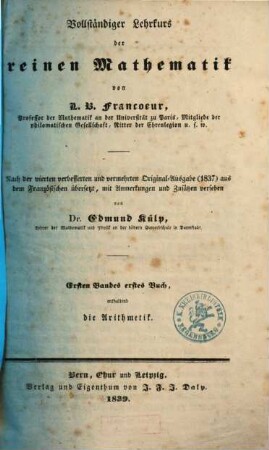 Vollständiger Lehrkurs
der
reinen Mathematik
von
L. B. Francoeur,
Professor der Mathematik an der Universität zu Paris, Mitgliede der
philomatischen Gesellschaft, Ritter der Ehrenlegion u. s. w.
Nach der vierten verbesserten und vermehrten Original-Ausgabe (1837) aus
dem Französischen übersetzt, mit Anmerkungen und Zusätzen versehen
von
Dr. Edmund Külp,
Lehrer der Mathematik und Physik an der höhern Gewerbschule in Darmstadt.
Ersten Bandes erstes Buch,
enthaltend
die Arithmetik.
Bern, Chur und Leipzig.
Verlag und Eigenthum von J. F. J. Dalp.
1839.